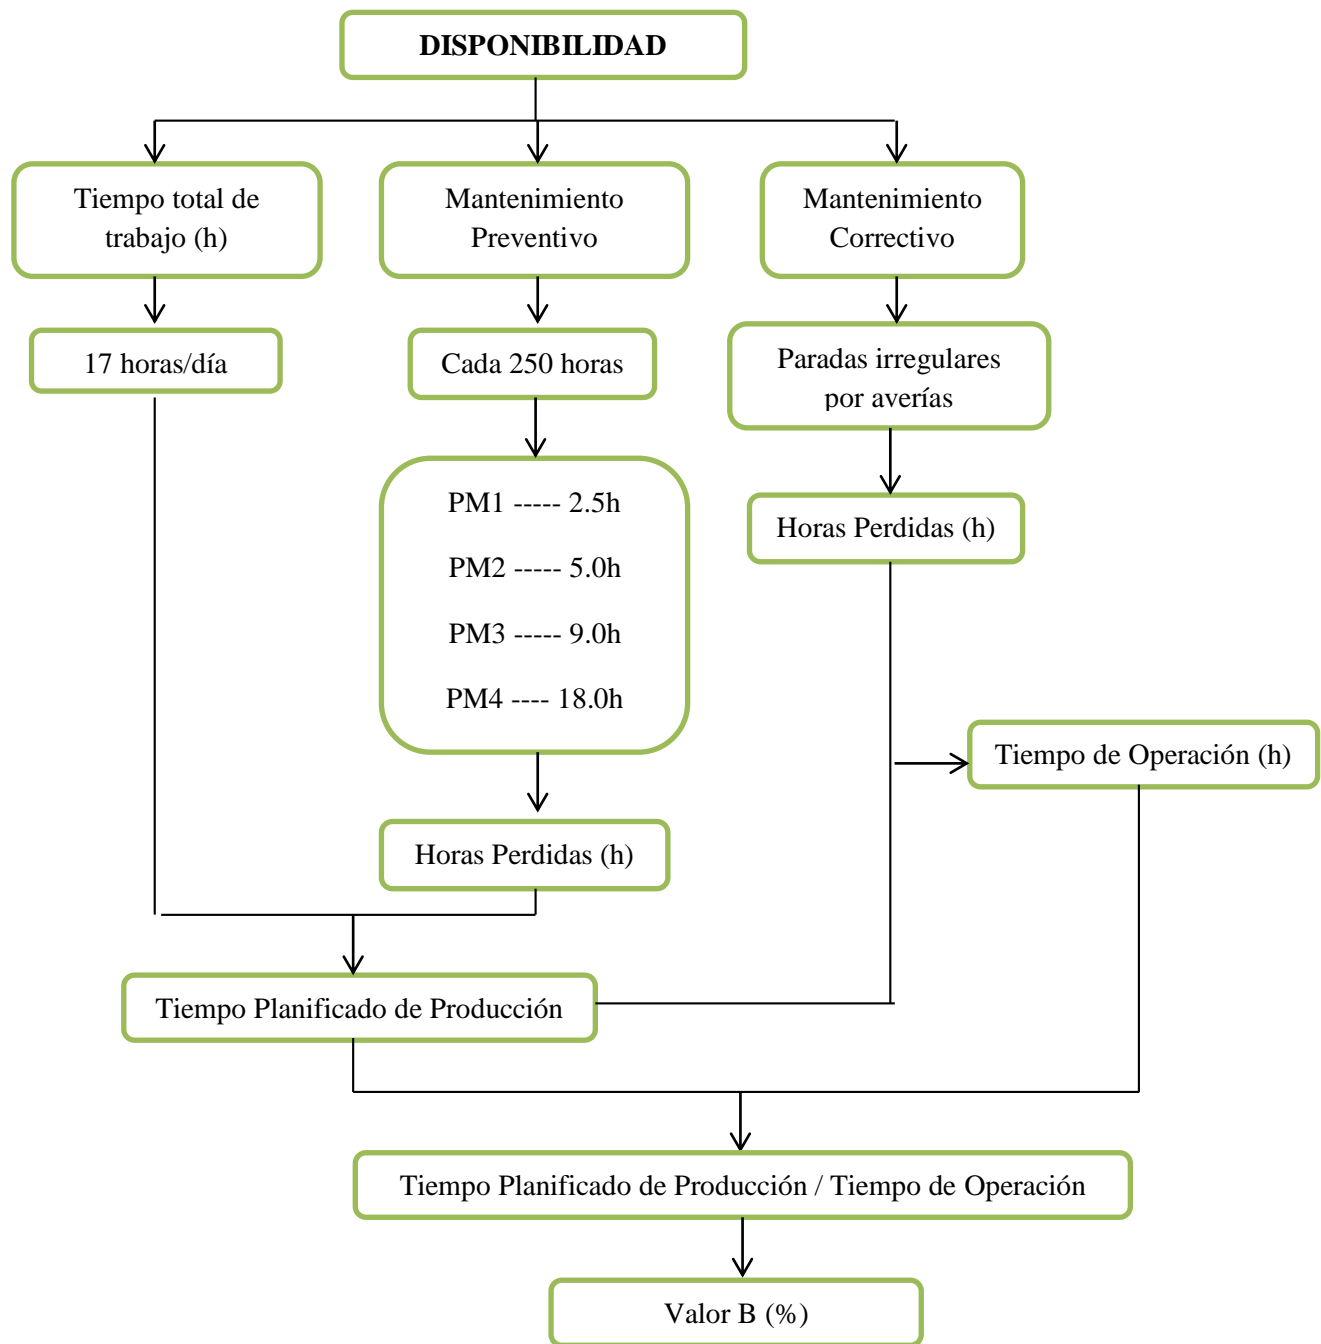 DISPONIBILIDAD
Tiempo total de
trabajo (h)
Mantenimiento
Preventivo
Mantenimiento
Correctivo
17 horas/día
Cada 250 horas
Paradas irregulares
por averías
PM1 ----- 2.5h
PM2 ----- 5.0h
PM3 ----- 9.0h
PM4 ---- 18.0h
Horas Perdidas (h)
Tiempo de Operación (h)
Horas Perdidas (h)
Tiempo Planificado de Producción
Tiempo Planificado de Producción / Tiempo de Operación
Valor B (%)